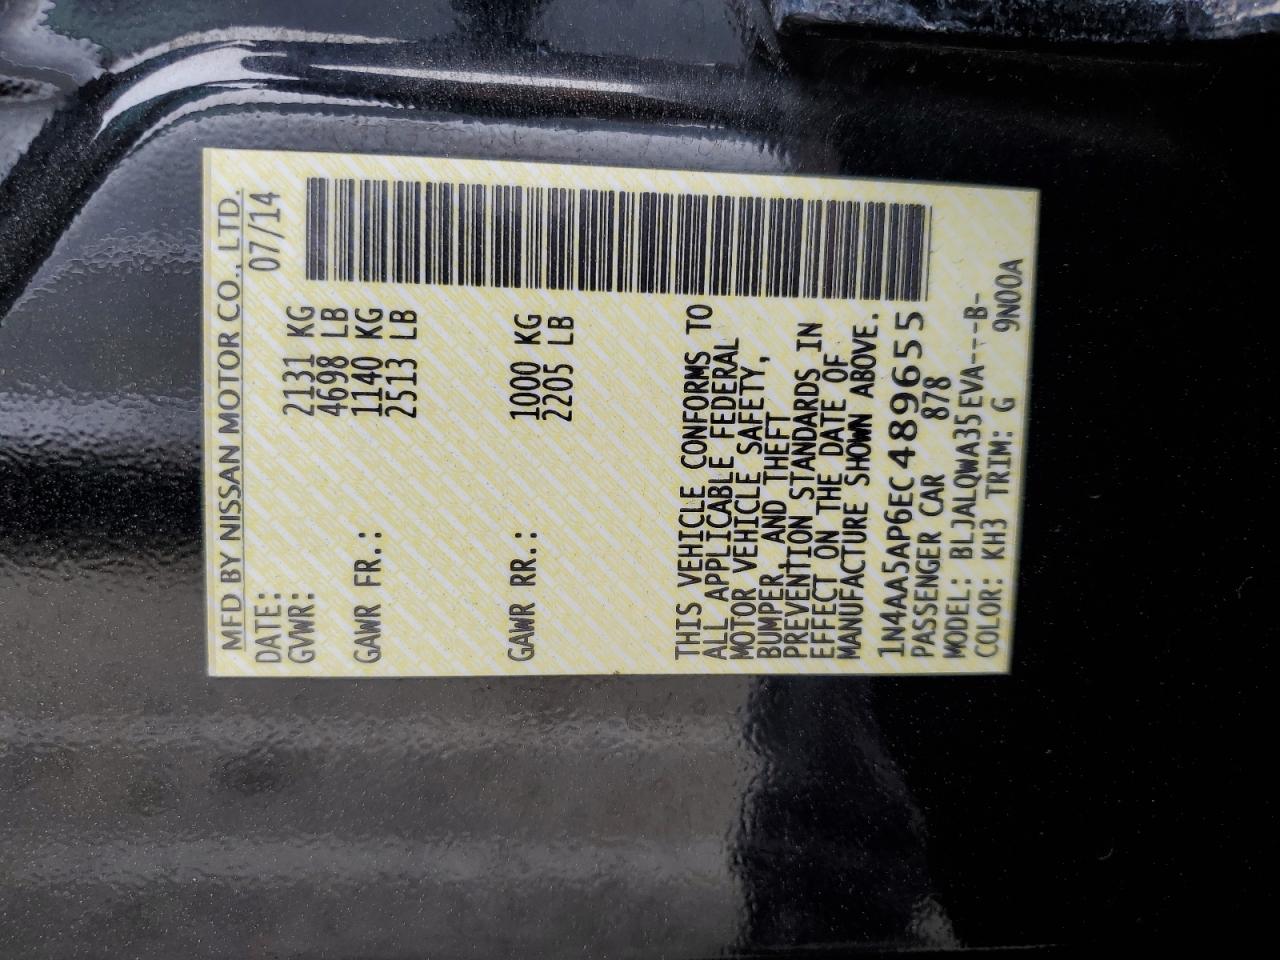 MFD BY NISSAN MOTOR CO., LTD.
DATE: 07/14
GVWR: 2131 KG
4698 LB
GAWR FR.: 1140 KG
2513 LB
GAWR RR.: 1000 KG
2205 LB
THIS VEHICLE CONFORMS TO
ALL APPLICABLE FEDERAL
MOTOR VEHICLE SAFETY,
BUMPER, AND THEFT
PREVENTION STANDARDS IN
EFFECT ON THE DATE OF
MANUFACTURE SHOWN ABOVE.
1N4AA5AP6EC489655
PASSENGER CAR 878
MODEL: BLJALQWA35EVA---B-
COLOR: KH3 TRIM: G 9N00A